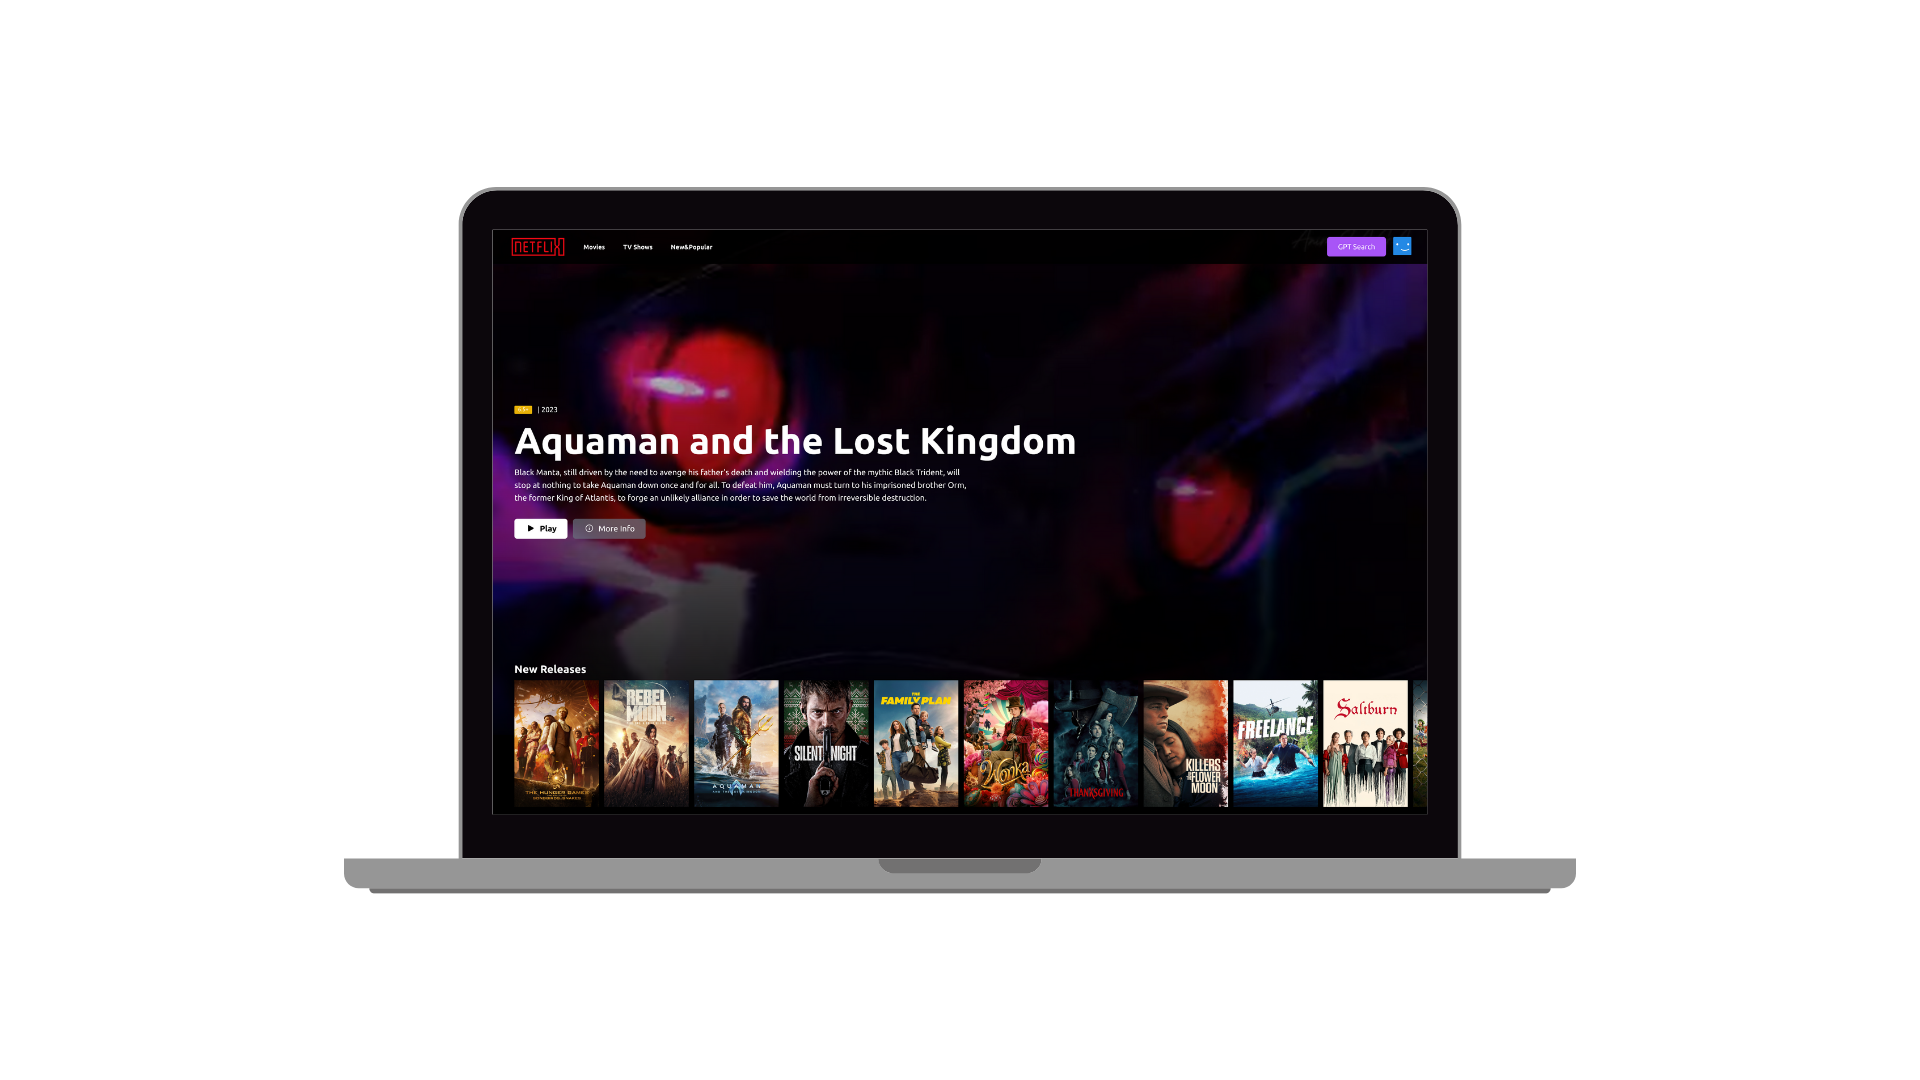 NETFLIX
Movies
TV Shows
New&Popular
GPT Search
| 2023
Aquaman and the Lost Kingdom
Black Manta, still driven by the need to avenge his father's death and wielding the power of the mythic Black Trident, will
stop at nothing to take Aquaman down once and for all. To defeat him, Aquaman must turn to his imprisoned brother Orm,
the former King of Atlantis, to forge an unlikely alliance in order to save the world from irreversible destruction.
Play
More Info
New Releases
THE HUNGER GAMES
REBEL
MOON
AQUAMAN
SILENT NIGHT
THE
FAMILY PLAN
Wonka
THANKSGIVING
KILLERS
OF THE
FLOWER
MOON
FREELANCE
Saltburn